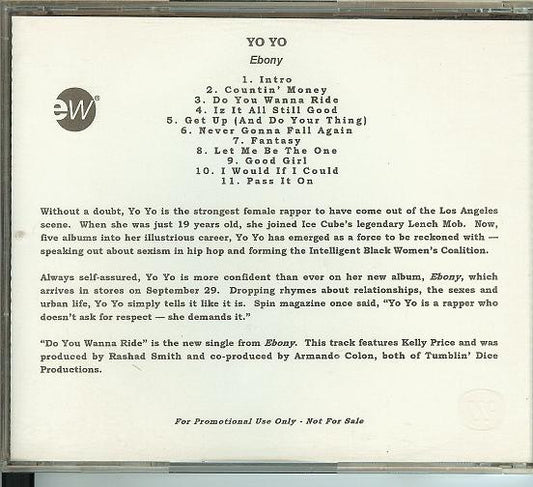 YO YO
Ebony
1. Intro
2. Countin' Money
3. Do You Wanna Ride
4. Iz It All Still Good
5. Get Up (And Do Your Thing)
6. Never Gonna Fall Again
7. Fantasy
8. Let Me Be The One
9. Good Girl
10. I Would If I Could
11. Pass It On
ew®
Without a doubt, Yo Yo is the strongest female rapper to have come out of the Los Angeles
scene. When she was just 19 years old, she joined Ice Cube's legendary Lench Mob. Now,
five albums into her illustrious career, Yo Yo has emerged as a force to be reckoned with —
speaking out about sexism in hip hop and forming the Intelligent Black Women's Coalition.
Always self-assured, Yo Yo is more confident than ever on her new album, Ebony, which
arrives in stores on September 29. Dropping rhymes about relationships, the sexes and
urban life, Yo Yo simply tells it like it is. Spin magazine once said, "Yo Yo is a rapper who
doesn't ask for respect — she demands it."
"Do You Wanna Ride" is the new single from Ebony. This track features Kelly Price and was
produced by Rashad Smith and co-produced by Armando Colon, both of Tumblin' Dice
Productions.
For Promotional Use Only - Not For Sale